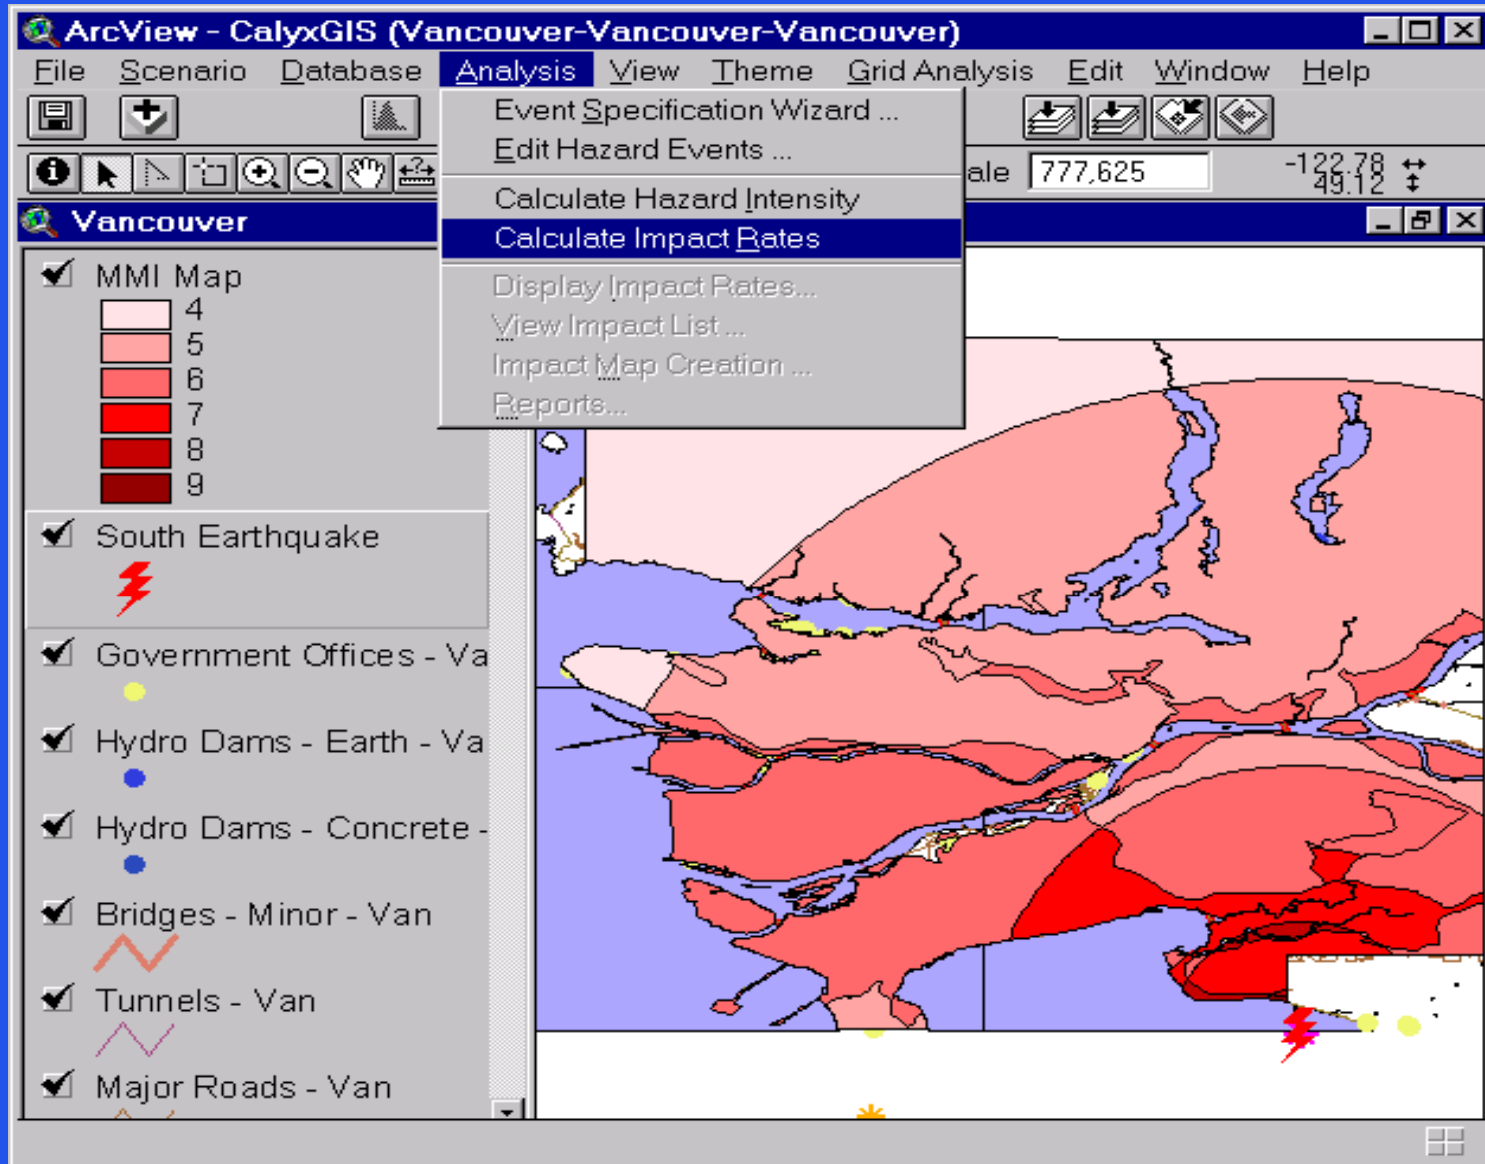 ArcView - CalyxGIS (Vancouver-Vancouver-Vancouver)
File Scenario Database Analysis View Theme Grid Analysis Edit Window Help
Event Specification Wizard ...
Edit Hazard Events ...
Calculate Hazard Intensity
Calculate Impact Rates
Display Impact Rates...
View Impact List ...
Impact Map Creation ...
Reports...
ale 777,625
-122.78
49.12
Vancouver
MMI Map
4
5
6
7
8
9
South Earthquake
Government Offices - Va
Hydro Dams - Earth - Va
Hydro Dams - Concrete -
Bridges - Minor - Van
Tunnels - Van
Major Roads - Van